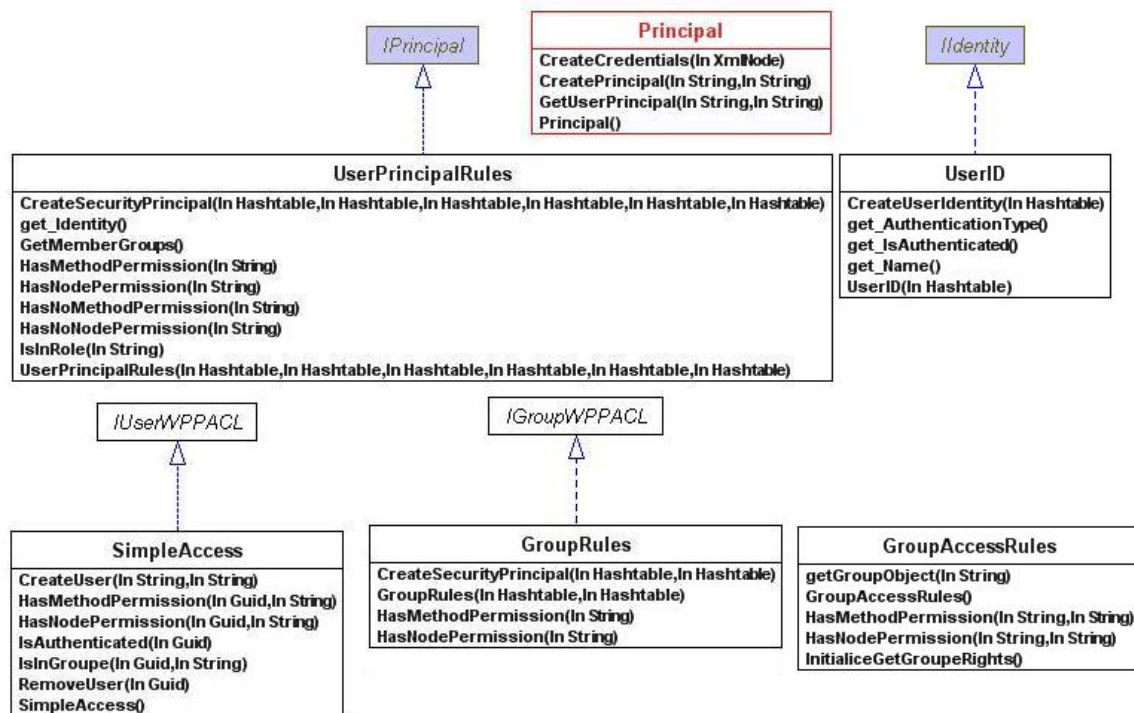 IPrincipal
Principal
CreateCredentials(In XmlNode)
CreatePrincipal(In String,In String)
GetUserPrincipal(In String,In String)
Principal()
IIdentity
UserPrincipalRules
CreateSecurityPrincipal(In Hashtable,In Hashtable,In Hashtable,In Hashtable,In Hashtable,In Hashtable)
get_Identity()
GetMemberGroups()
HasMethodPermission(In String)
HasNodePermission(In String)
HasNoMethodPermission(In String)
HasNoNodePermission(In String)
IsInRole(In String)
UserPrincipalRules(In Hashtable,In Hashtable,In Hashtable,In Hashtable,In Hashtable,In Hashtable)
UserID
CreateUserIdentity(In Hashtable)
get_AuthenticationType()
get_IsAuthenticated()
get_Name()
UserID(In Hashtable)
IUserWPPACL
IGroupWPPACL
SimpleAccess
CreateUser(In String,In String)
HasMethodPermission(In Guid,In String)
HasNodePermission(In Guid,In String)
IsAuthenticated(In Guid)
IsInGroupe(In Guid,In String)
RemoveUser(In Guid)
SimpleAccess()
GroupRules
CreateSecurityPrincipal(In Hashtable,In Hashtable)
GroupRules(In Hashtable,In Hashtable)
HasMethodPermission(In String)
HasNodePermission(In String)
GroupAccessRules
getGroupObject(In String)
GroupAccessRules()
HasMethodPermission(In String,In String)
HasNodePermission(In String,In String)
InitialiceGetGroupeRights()